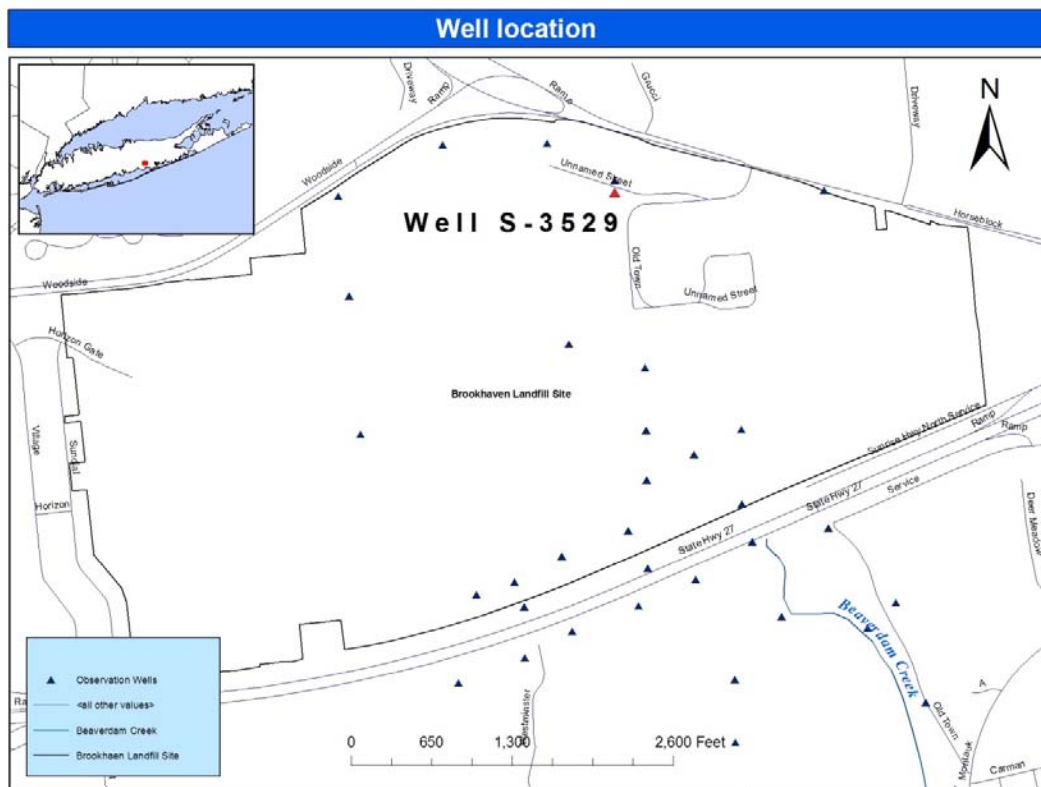 Well location
Driveway
Ramp
Ramp
Grucci
Driveway
N
Woodside
Unnamed Street
Well S-3529
Horseblock
Old Town
Woodside
Unnamed Street
Horizon Gate
Brookhaven Landfill Site
Sunrise Hwy North Service
Ramp
Ramp
Village
Sundial
State Hwy 27
Service
Horizon
Deer Meadow
State Hwy 27
Beaverdam Creek
Observation Wells
<all other values>
Beaverdam Creek
Brookhaen Landfill Site
A
Old Town
Montauk
Carman
0 650 1,300 2,600 Feet